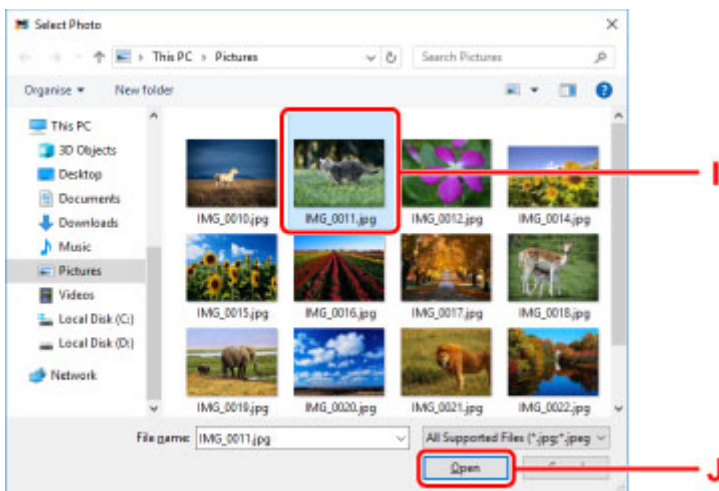 Select Photo
This PC > Pictures
Search Pictures
Organise
New folder
This PC
3D Objects
Desktop
Documents
Downloads
Music
Pictures
Videos
Local Disk (C:)
Local Disk (D:)
Network
IMG_0010.jpg IMG_0011.jpg IMG_0012.jpg IMG_0014.jpg
IMG_0015.jpg IMG_0016.jpg IMG_0017.jpg IMG_0018.jpg
IMG_0019.jpg IMG_0020.jpg IMG_0021.jpg IMG_0022.jpg
I
File name: IMG_0011.jpg
All Supported Files (*.jpg;*.jpeg
Open
J